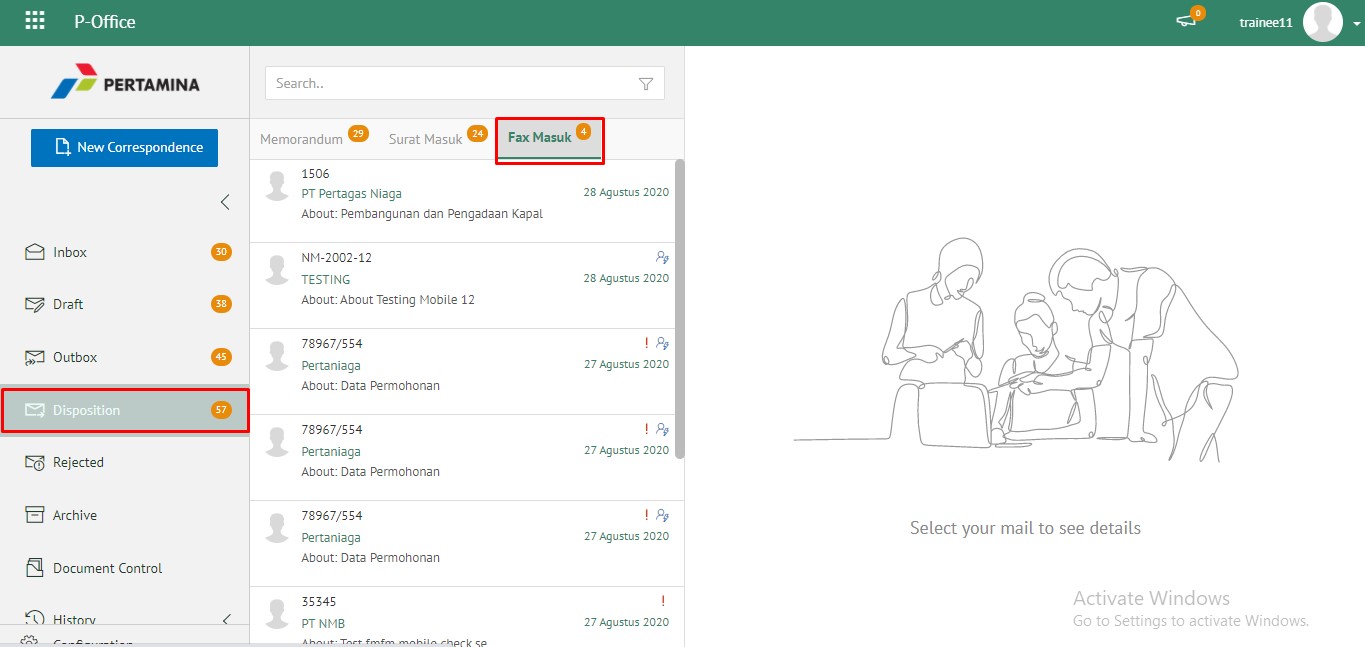 P-Office
0
trainee11
PERTAMINA
New Correspondence
Inbox
30
Draft
38
Outbox
45
Disposition
57
Rejected
Archive
Document Control
History
Configuration
Search..
Memorandum 29
Surat Masuk 24
Fax Masuk 4
1506
PT Pertagas Niaga
28 Agustus 2020
About: Pembangunan dan Pengadaan Kapal
NM-2002-12
TESTING
28 Agustus 2020
About: About Testing Mobile 12
78967/554
!
Pertaniaga
27 Agustus 2020
About: Data Permohonan
78967/554
!
Pertaniaga
27 Agustus 2020
About: Data Permohonan
78967/554
!
Pertaniaga
27 Agustus 2020
About: Data Permohonan
35345
!
PT NMB
27 Agustus 2020
About: Test fmfm mobile check se
Select your mail to see details
Activate Windows
Go to Settings to activate Windows.